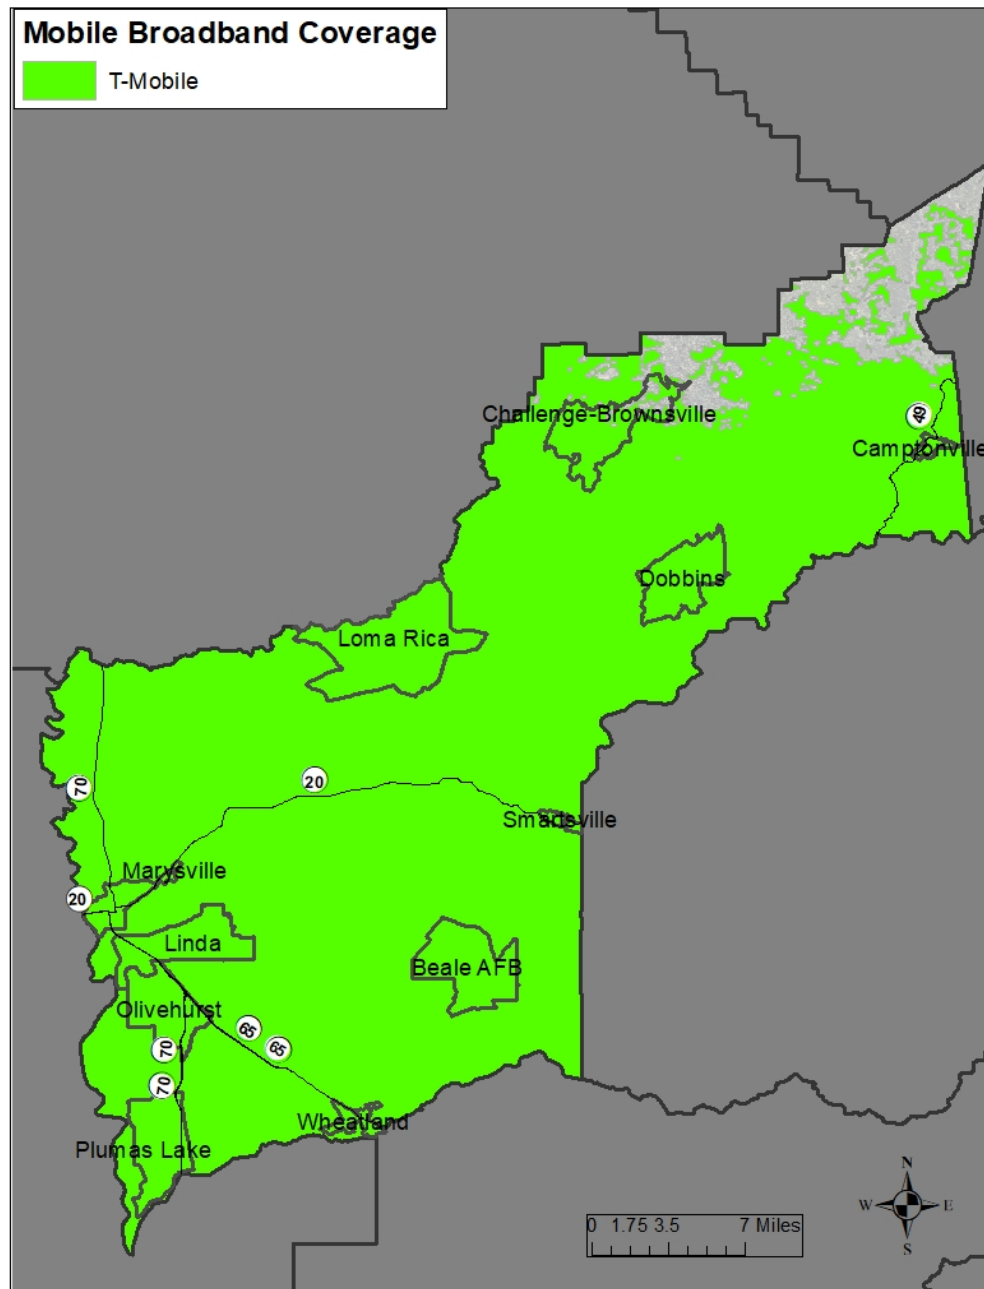 Mobile Broadband Coverage
T-Mobile
Challenge-Brownsville
49
Camptonville
Dobbins
Loma Rica
70
20
Smartsville
Marysville
20
Linda
Beale AFB
Olivehurst
65
65
70
70
Wheatland
Plumas Lake
N
W E
S
0 1.75 3.5 7 Miles